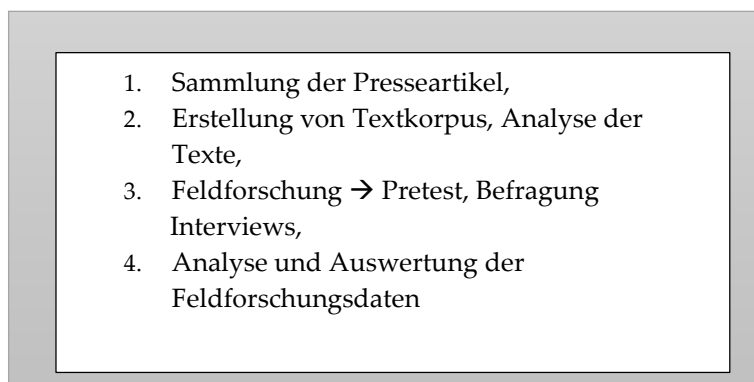 1. Sammlung der Presseartikel,
2. Erstellung von Textkorpus, Analyse der
Texte,
3. Feldforschung → Pretest, Befragung
Interviews,
4. Analyse und Auswertung der
Feldforschungsdaten